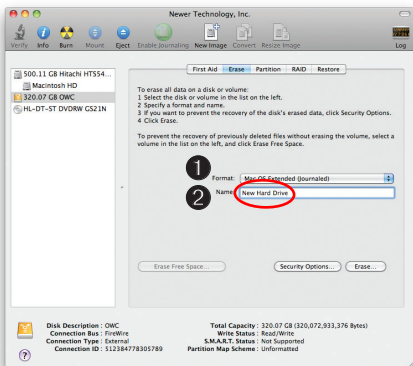 Newer Technology, Inc.
Verify Info Burn Mount Eject Enable Journaling New Image Convert Resize Image Log
500.11 GB Hitachi HTS54...
Macintosh HD
320.07 GB OWC
HL-DT-ST DVDRW GS21N
First Aid Erase Partition RAID Restore
To erase all data on a disk or volume:
1 Select the disk or volume in the list on the left.
2 Specify a format and name.
3 If you want to prevent the recovery of the disk's erased data, click Security Options.
4 Click Erase.
To prevent the recovery of previously deleted files without erasing the volume, select a
volume in the list on the left, and click Erase Free Space.
1
Format: Mac OS Extended (Journaled)
2
Name: New Hard Drive
Erase Free Space... Security Options... Erase...
Disk Description : OWC Total Capacity : 320.07 GB (320,072,933,376 Bytes)
Connection Bus : FireWire Write Status : Read/Write
Connection Type : External S.M.A.R.T. Status : Not Supported
Connection ID : 512384778305789 Partition Map Scheme : Unformatted
?